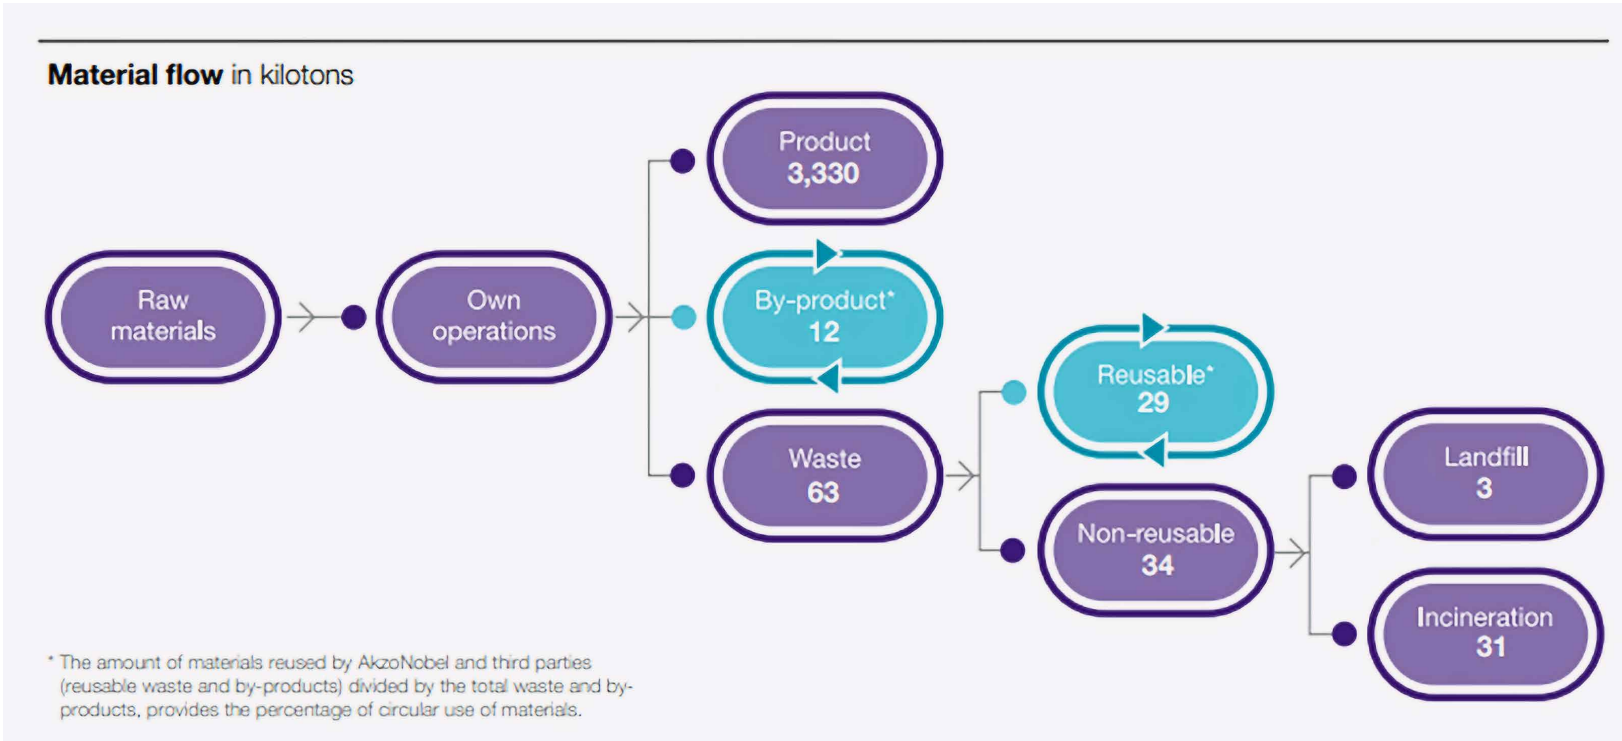 Material flow in kilotons
Product
3,330
Raw
materials
Own
operations
By-product*
12
Reusable*
29
Waste
63
Landfill
3
Non-reusable
34
Incineration
31
* The amount of materials reused by AkzoNobel and third parties
(reusable waste and by-products) divided by the total waste and by-
products, provides the percentage of circular use of materials.